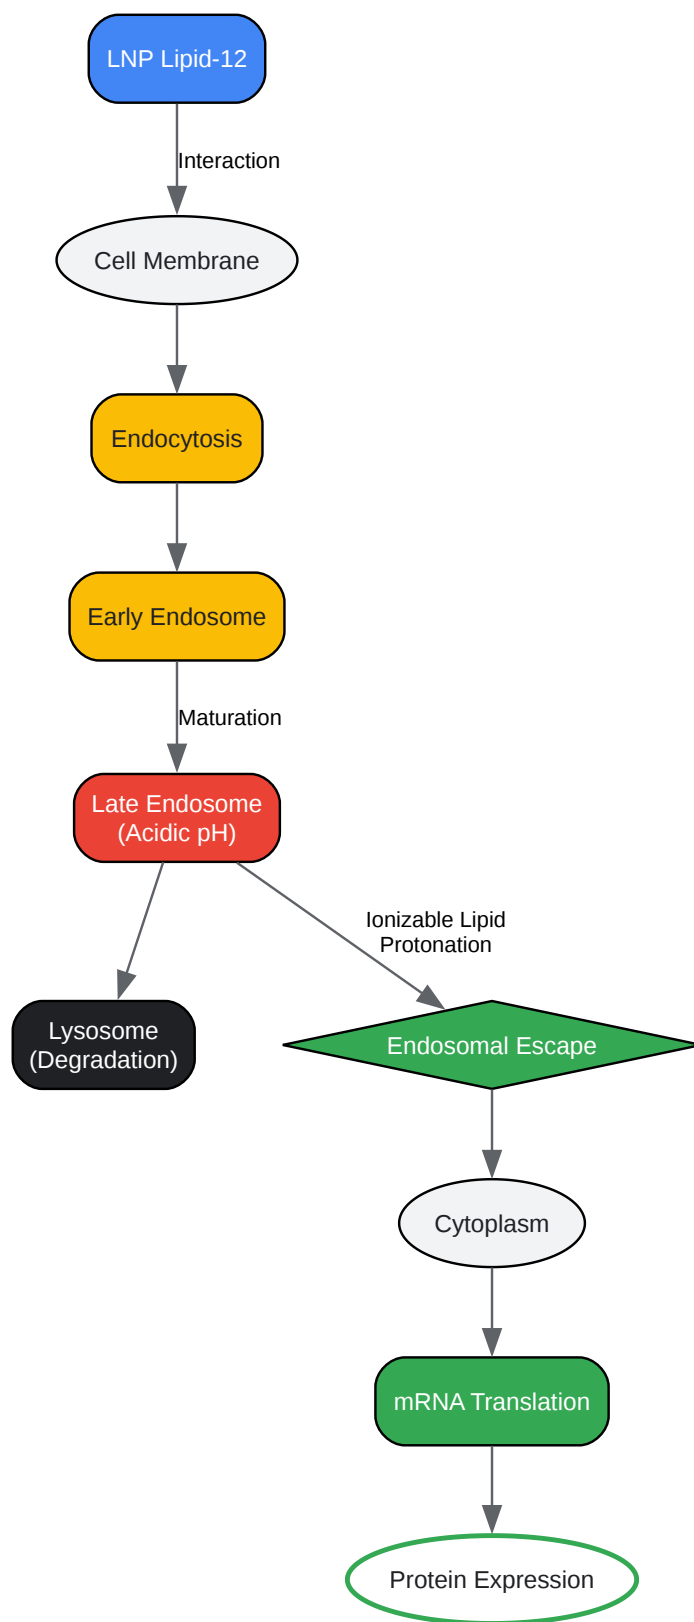 LNP Lipid-12
Interaction
Cell Membrane
Endocytosis
Early Endosome
Maturation
Late Endosome
(Acidic pH)
Ionizable Lipid
Protonation
Lysosome
(Degradation)
Endosomal Escape
Cytoplasm
mRNA Translation
Protein Expression